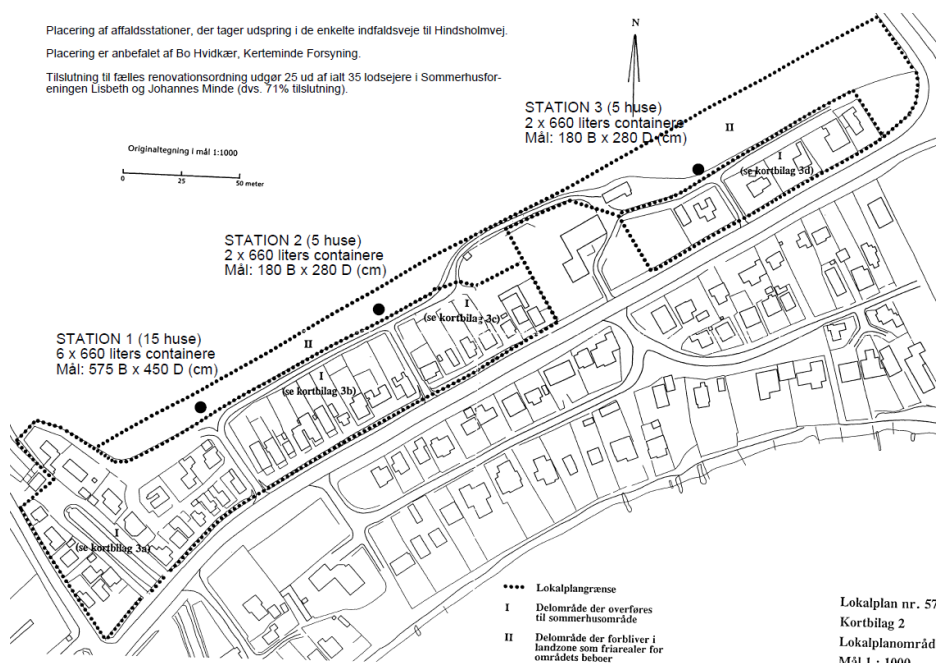 Placering af affaldsstationer, der tager udspring i de enkelte indfaldsveje til Hindsholmvej.
Placering er anbefalet af Bo Hvidkær, Kerteminde Forsyning.
Tilslutning til fælles renovationsordning udgør 25 ud af ialt 35 lodsejere i Sommerhusfor-
eningen Lisbeth og Johannes Minde (dvs. 71% tilslutning).
N
STATION 3 (5 huse)
2 x 660 liters containere
Mål: 180 B x 280 D (cm)
II
I
(se kortbilag 3d)
Originaltegning i mål 1:1000
0 25 50 meter
STATION 2 (5 huse)
2 x 660 liters containere
Mål: 180 B x 280 D (cm)
I
(se kortbilag 3c)
STATION 1 (15 huse)
6 x 660 liters containere
Mål: 575 B x 450 D (cm)
II
I
(se kortbilag 3b)
I
(se kortbilag 3a)
Lokalplangrænse
I Delområde der overføres
til sommerhusområde
II Delområde der forbliver i
landzone som friarealer for
områdets beboer
Lokalplan nr. 57
Kortbilag 2
Lokalplanområd
Mål 1 : 1000